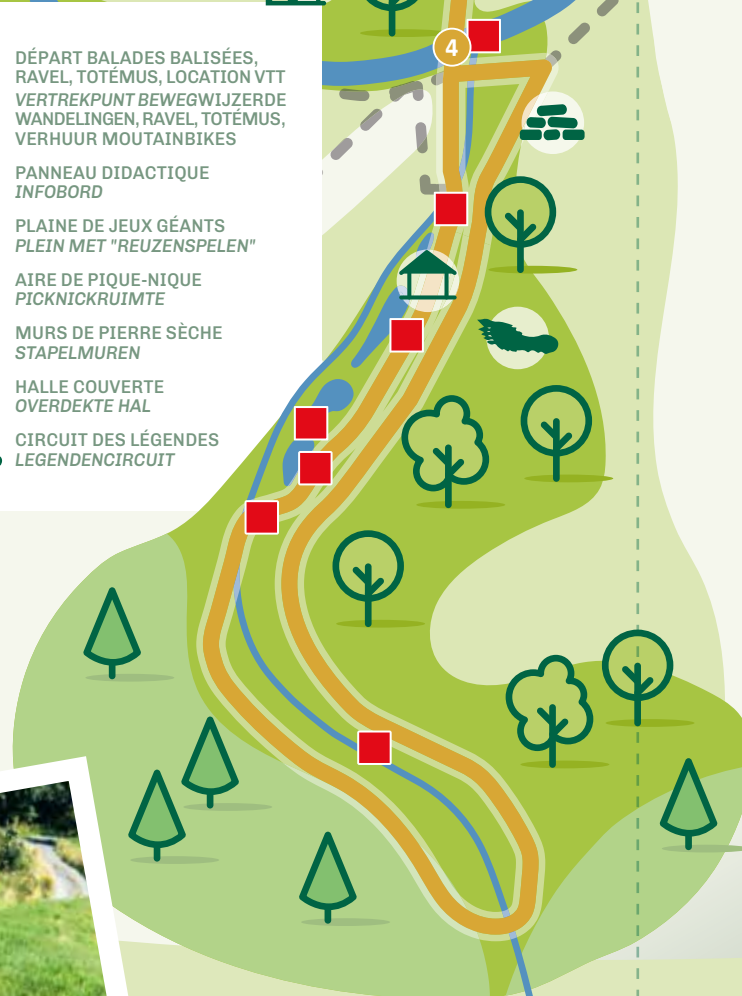 DÉPART BALADES BALISÉES,
RAVEL, TOTÉMUS, LOCATION VTT
VERTREKPUNT BEWEGWIJZERDE
WANDELINGEN, RAVEL, TOTÉMUS,
VERHUUR MOUTAINBIKES
PANNEAU DIDACTIQUE
INFOBORD
PLAINE DE JEUX GÉANTS
PLEIN MET "REUZENSPELEN"
AIRE DE PIQUE-NIQUE
PICKNICKRUIMTE
MURS DE PIERRE SÈCHE
STAPELMUREN
HALLE COUVERTE
OVERDEKTE HAL
CIRCUIT DES LÉGENDES
LEGENDENCIRCUIT
4